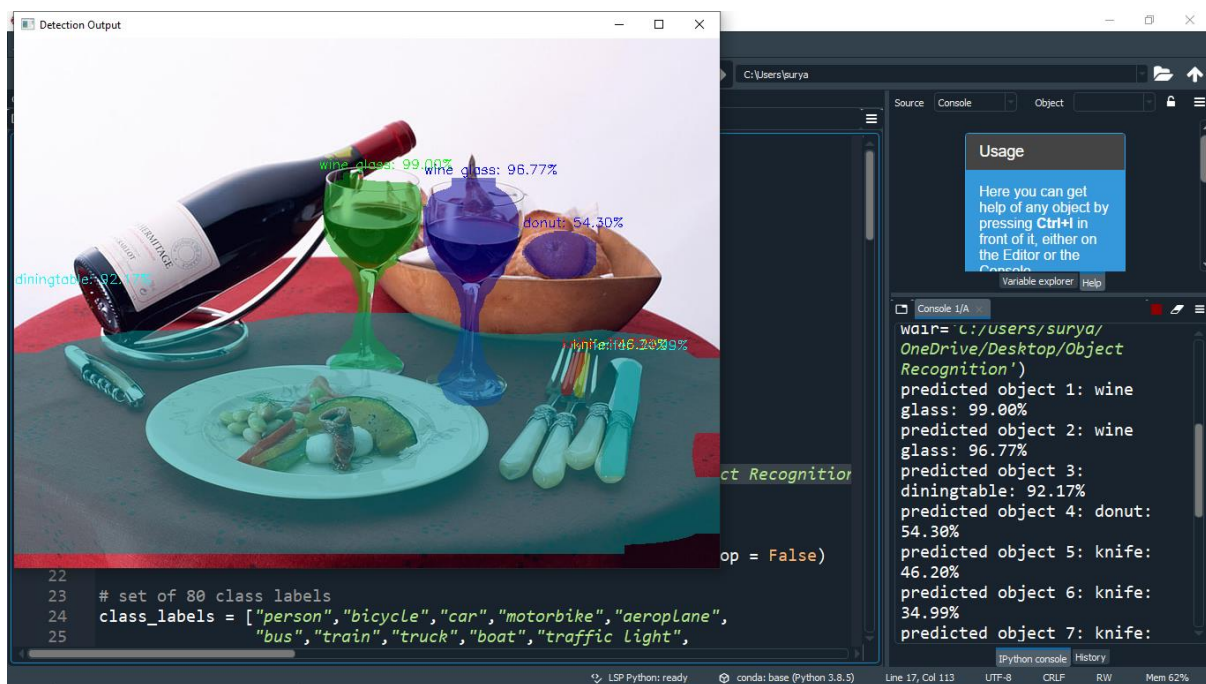 Detection Output
C:\Users\surya
wine glass: 99.00%
wine glass: 96.77%
donut: 54.30%
HERMITAGE
diningtable: 92.17%
knife: 46.20%
ct Recognition
op = False)
22
23 # set of 80 class labels
24 class_labels = ["person","bicycle","car","motorbike","aeroplane",
25 "bus","train","truck","boat","traffic light",
Source Console Object
Usage
Here you can get
help of any object by
pressing Ctrl+I in
front of it, either on
the Editor or the
Console
Variable explorer Help
Console 1/A
wdir='C:/Users/surya/
OneDrive/Desktop/Object
Recognition')
predicted object 1: wine
glass: 99.00%
predicted object 2: wine
glass: 96.77%
predicted object 3:
diningtable: 92.17%
predicted object 4: donut:
54.30%
predicted object 5: knife:
46.20%
predicted object 6: knife:
34.99%
predicted object 7: knife:
IPython console History
LSP Python: ready conda: base (Python 3.8.5) Line 17, Col 113 UTF-8 CRLF RW Mem 62%